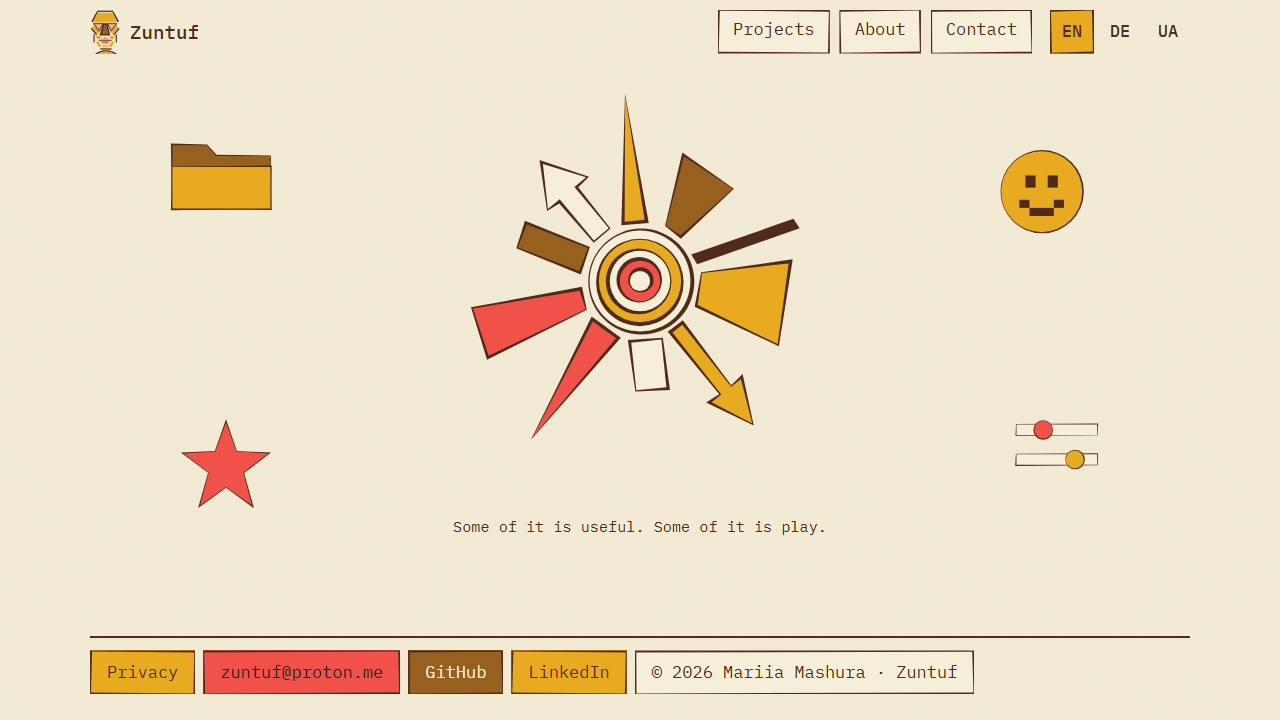 Zuntuf
Projects
About
Contact
EN
DE
UA
Some of it is useful. Some of it is play.
Privacy
zuntuf@proton.me
GitHub
LinkedIn
© 2026 Mariia Mashura · Zuntuf